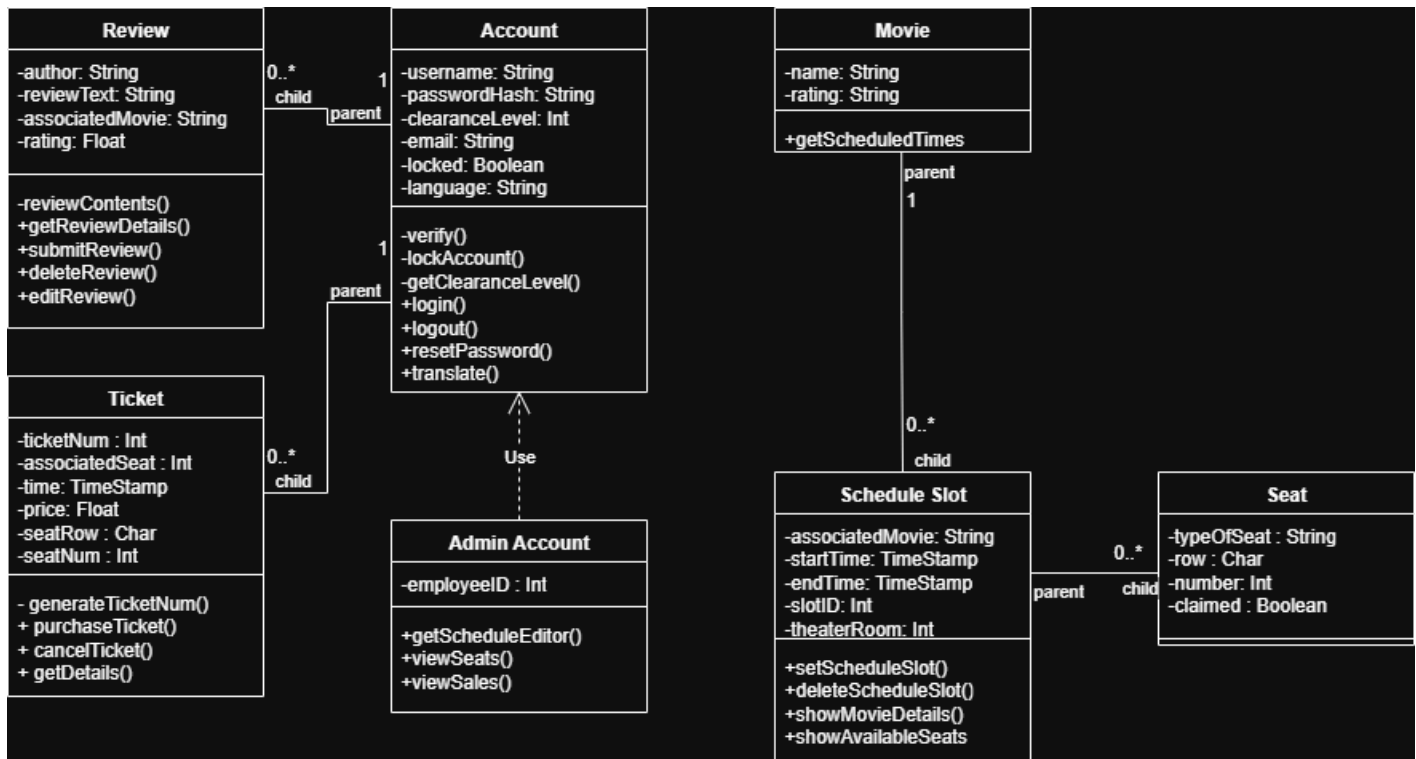 Review
-author: String
-reviewText: String
-associatedMovie: String
-rating: Float
-reviewContents()
+getReviewDetails()
+submitReview()
+deleteReview()
+editReview()
0..*
child
1
parent
Account
-username: String
-passwordHash: String
-clearanceLevel: Int
-email: String
-locked: Boolean
-language: String
-verify()
-lockAccount()
-getClearanceLevel()
+login()
+logout()
+resetPassword()
+translate()
1
parent
0..*
child
Ticket
-ticketNum : Int
-associatedSeat : Int
-time: TimeStamp
-price: Float
-seatRow : Char
-seatNum : Int
- generateTicketNum()
+ purchaseTicket()
+ cancelTicket()
+ getDetails()
Use
Admin Account
-employeeID : Int
+getScheduleEditor()
+viewSeats()
+viewSales()
Movie
-name: String
-rating: String
+getScheduledTimes
parent
1
0..*
child
Schedule Slot
-associatedMovie: String
-startTime: TimeStamp
-endTime: TimeStamp
-slotID: Int
-theaterRoom: Int
+setScheduleSlot()
+deleteScheduleSlot()
+showMovieDetails()
+showAvailableSeats
parent
0..*
child
Seat
-typeOfSeat : String
-row : Char
-number: Int
-claimed : Boolean